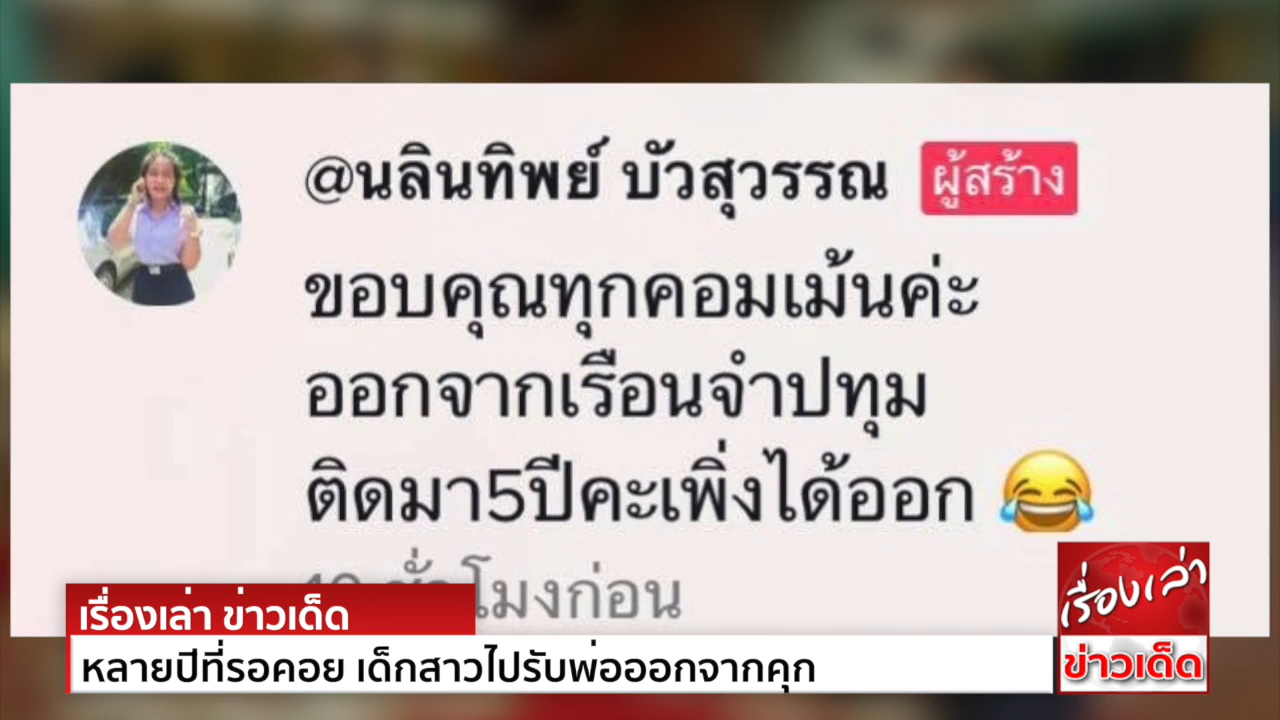 @นลินทิพย์ บัวสุวรรณ ผู้สร้าง
ขอบคุณทุกคอมเม้นค่ะ
ออกจากเรือนจำปทุม
ติดมา5ปีคะเพิ่งได้ออก 😂
ชั่วโมงก่อน
เรื่องเล่า ข่าวเด็ด
หลายปีที่รอคอย เด็กสาวไปรับพ่อออกจากคุก
เรื่องเล่า
ข่าวเด็ด